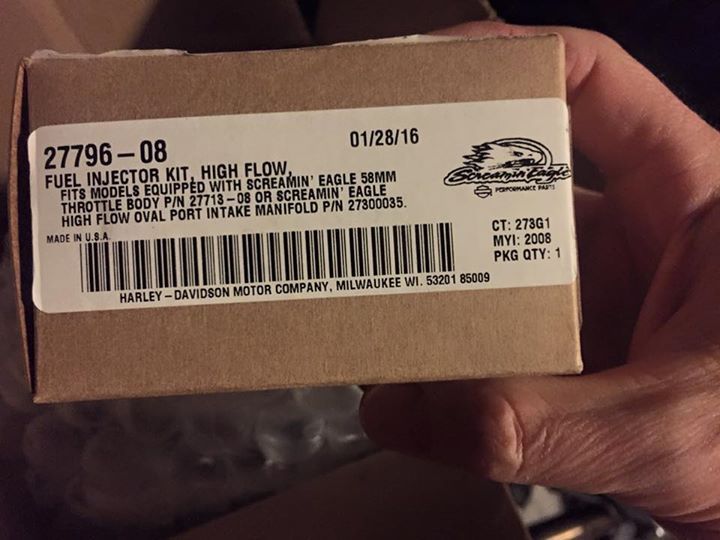 27796-08
01/28/16
FUEL INJECTOR KIT, HIGH FLOW,
FITS MODELS EQUIPPED WITH SCREAMIN' EAGLE 58MM
THROTTLE BODY P/N 27713-08 OR SCREAMIN' EAGLE
HIGH FLOW OVAL PORT INTAKE MANIFOLD P/N 27300035.
Screamin' Eagle
PERFORMANCE PARTS
MADE IN U.S.A.
CT: 273G1
MYI: 2008
PKG QTY: 1
HARLEY-DAVIDSON MOTOR COMPANY, MILWAUKEE WI. 53201 85009